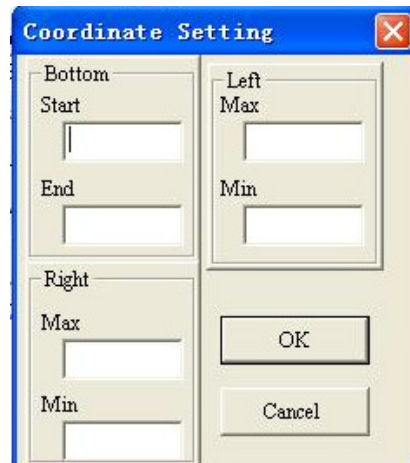 Coordinate Setting
Bottom
Start
End
Left
Max
Min
Right
Max
Min
OK
Cancel